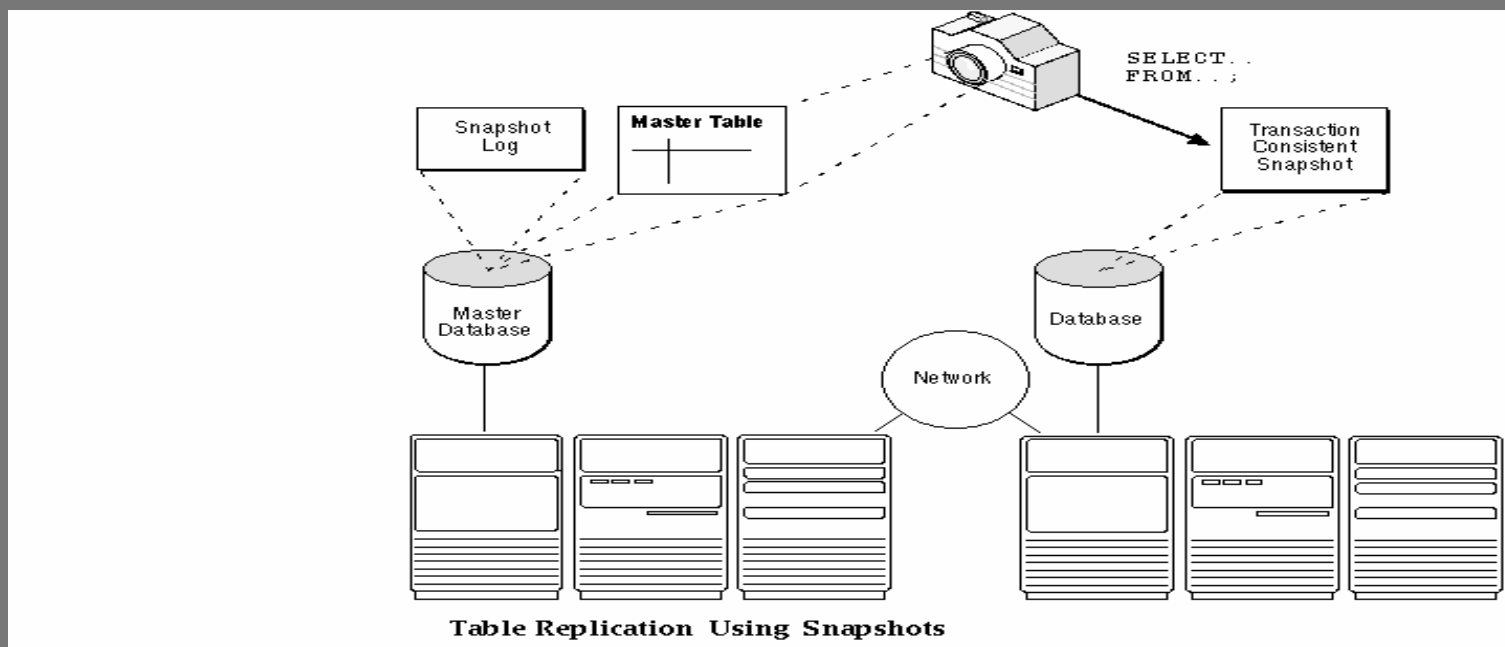 SELECT..
FROM..;
Snapshot
Log
Master Table
Transaction
Consistent
Snapshot
Master
Database
Database
Network
Table Replication Using Snapshots